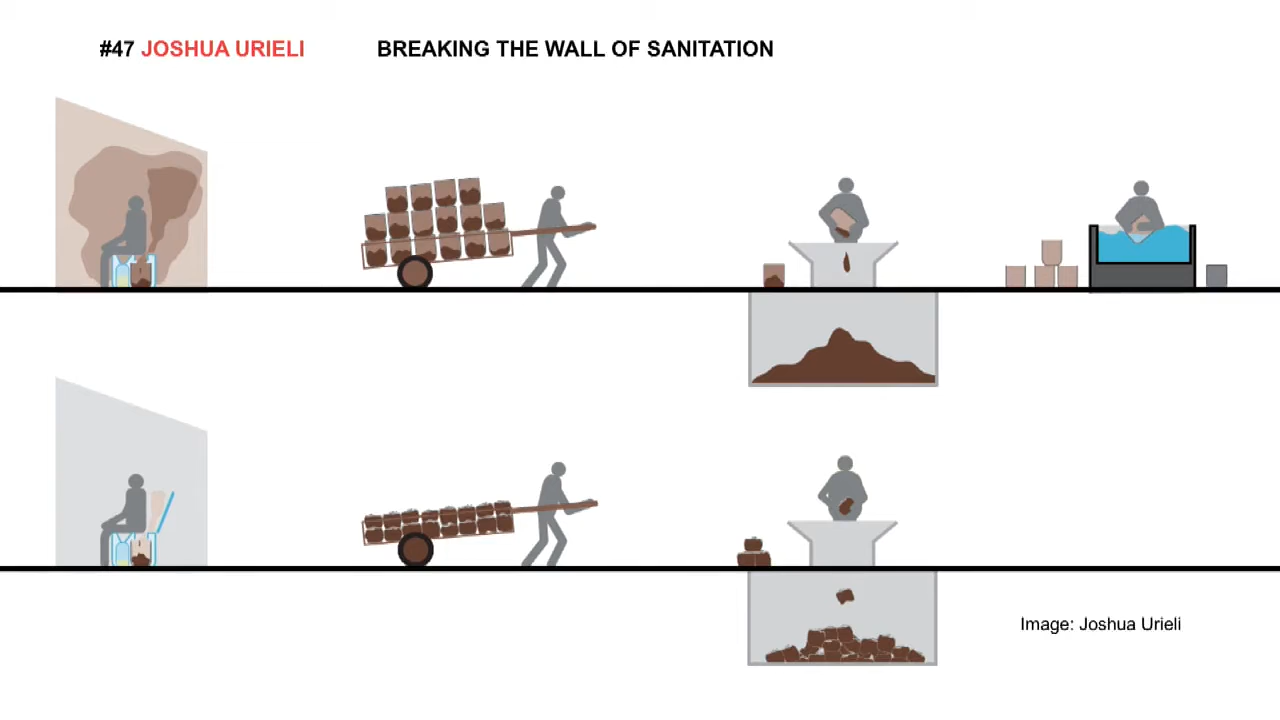 #47 JOSHUA URIELI BREAKING THE WALL OF SANITATION
Image: Joshua Urieli